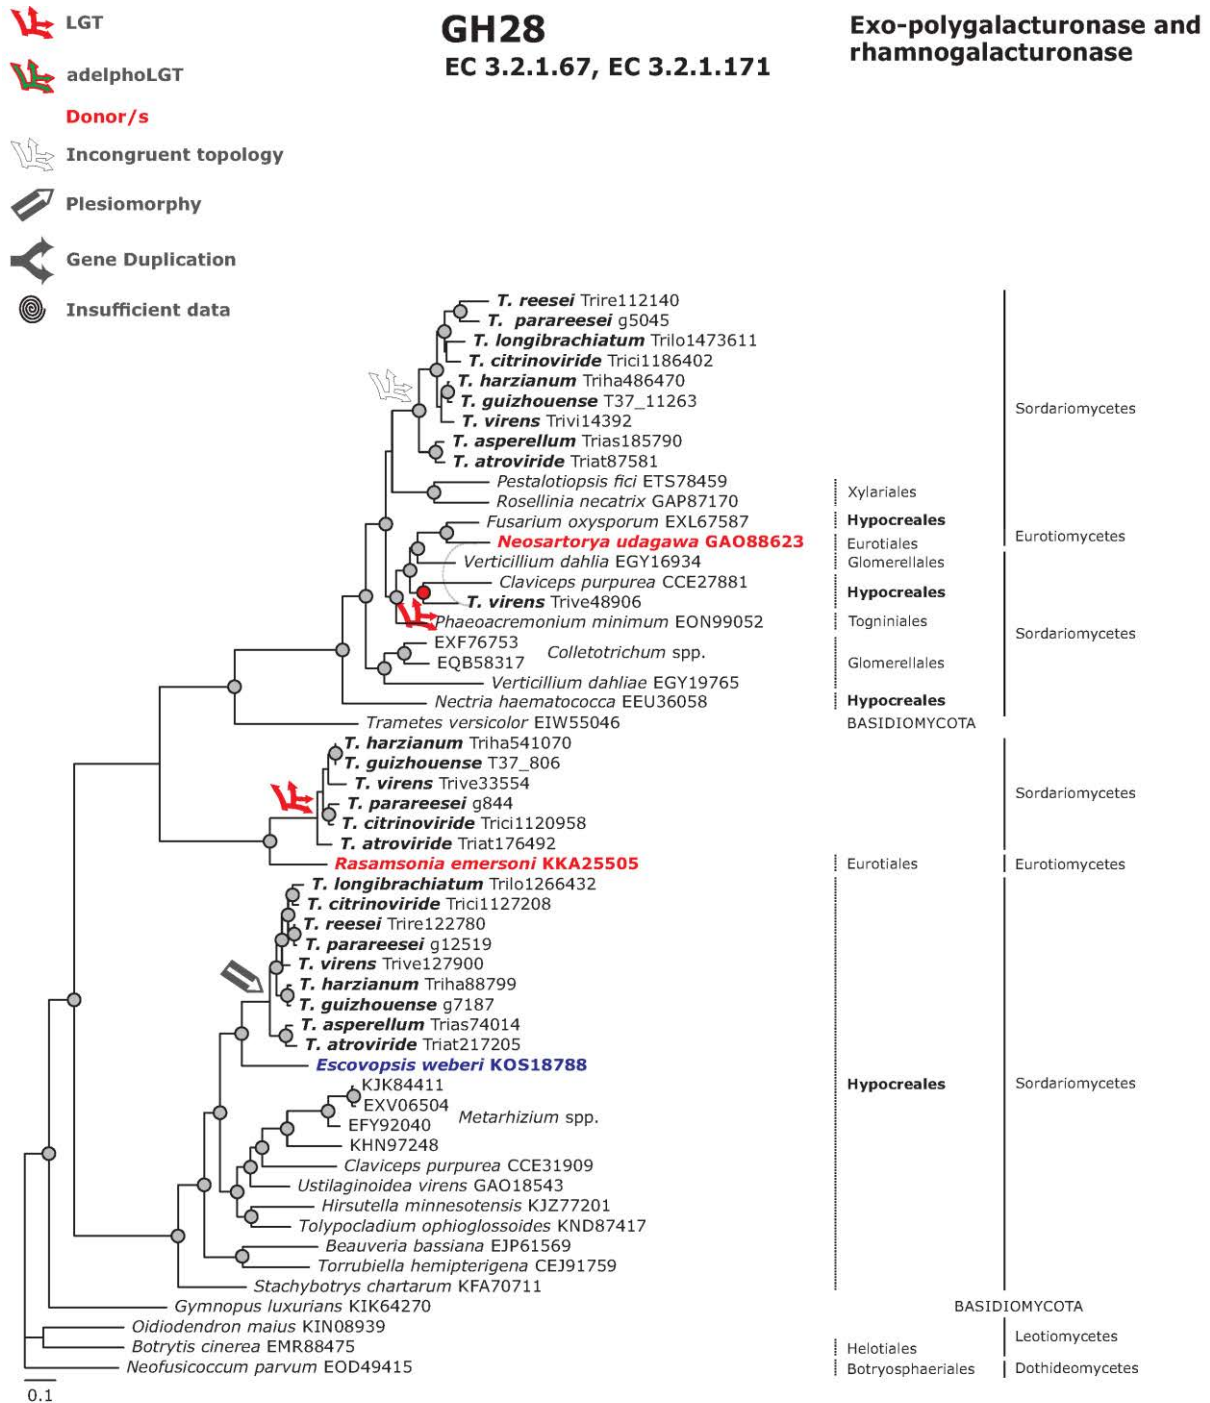 LGT
adelphoLGT
Donor/s
Incongruent topology
Plesiomorphy
Gene Duplication
Insufficient data
GH28
EC 3.2.1.67, EC 3.2.1.171
Exo-polygalacturonase and
rhamnogalacturonase
T. reesei Trire112140
T. parareesei g5045
T. longibrachiatum Trilo1473611
T. citrinoviride Trici1186402
T. harzianum Triha486470
T. guizhouense T37_11263
T. virens Trivi14392
T. asperellum Trias185790
T. atroviride Triat87581
Pestalotiopsis fici ETS78459
Rosellinia necatrix GAP87170
Fusarium oxysporum EXL67587
Neosartorya udagawa GAO88623
Verticillium dahlia EGY16934
Claviceps purpurea CCE27881
T. virens Trive48906
Phaeoacremonium minimum EON99052
EXF76753
EQB58317
Colletotrichum spp.
Verticillium dahliae EGY19765
Nectria haematococca EEU36058
Trametes versicolor EIW55046
T. harzianum Triha541070
T. guizhouense T37_806
T. virens Trive33554
T. parareesei g844
T. citrinoviride Trici1120958
T. atroviride Triat176492
Rasamsonia emersoni KKA25505
T. longibrachiatum Trilo1266432
T. citrinoviride Trici1127208
T. reesei Trire122780
T. parareesei g12519
T. virens Trive127900
T. harzianum Triha88799
T. guizhouense g7187
T. asperellum Trias74014
T. atroviride Triat217205
Escovopsis weberi KOS18788
KJK84411
EXV06504
EFY92040
Metarhizium spp.
KHN97248
Claviceps purpurea CCE31909
Ustilaginoidea virens GAO18543
Hirsutella minnesotensis KJZ77201
Tolypocladium ophioglossoides KND87417
Beauveria bassiana EJP61569
Torrubiella hemipterigena CEJ91759
Stachybotrys chartarum KFA70711
Gymnopus luxurians KIK64270
Oidiodendron maius KIN08939
Botrytis cinerea EMR88475
Neofusicoccum parvum EOD49415
0.1
Xylariales
Hypocreales
Eurotiales
Glomerellales
Hypocreales
Togniniales
Glomerellales
Hypocreales
BASIDIOMYCOTA
Eurotiales
Hypocreales
BASIDIOMYCOTA
Helotiales
Botryosphaeriales
Sordariomycetes
Eurotiomycetes
Sordariomycetes
Sordariomycetes
Eurotiomycetes
Sordariomycetes
Leotiomycetes
Dothideomycetes